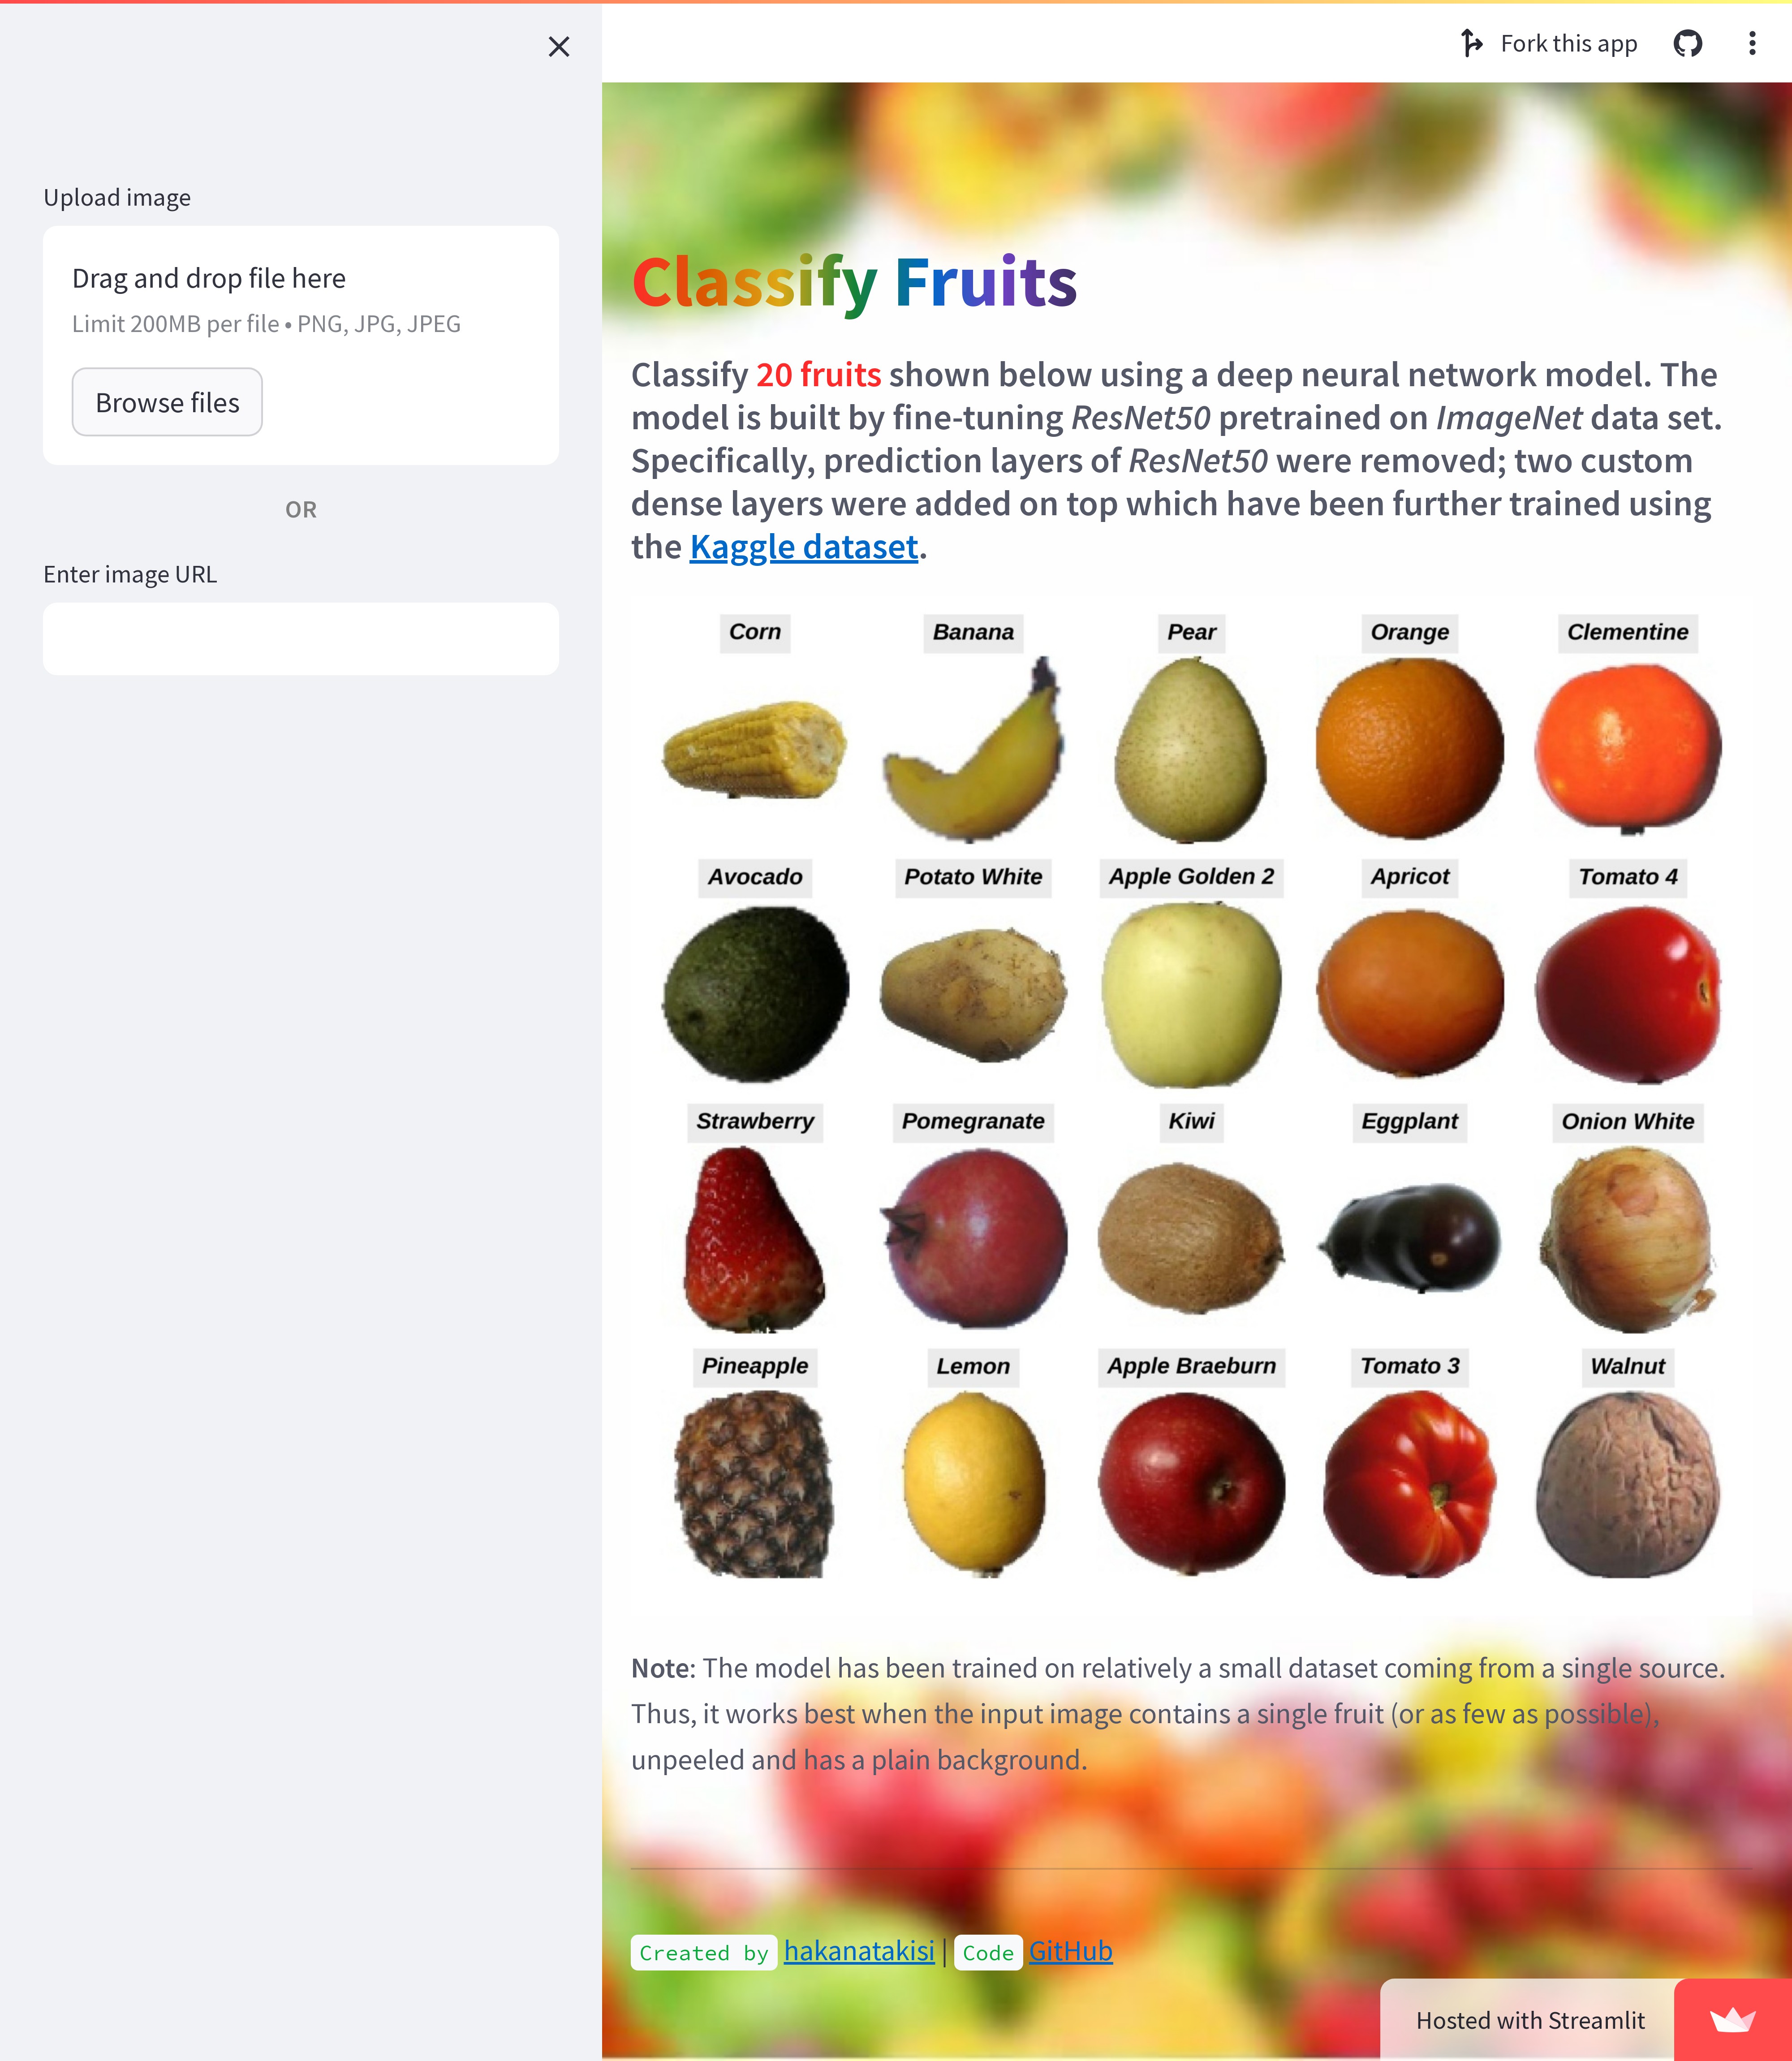 Fork this app
Upload image
Drag and drop file here
Limit 200MB per file • PNG, JPG, JPEG
Browse files
OR
Enter image URL
Classify Fruits
Classify 20 fruits shown below using a deep neural network model. The
model is built by fine-tuning ResNet50 pretrained on ImageNet data set.
Specifically, prediction layers of ResNet50 were removed; two custom
dense layers were added on top which have been further trained using
the Kaggle dataset.
Corn Banana Pear Orange Clementine
Avocado Potato White Apple Golden 2 Apricot Tomato 4
Strawberry Pomegranate Kiwi Eggplant Onion White
Pineapple Lemon Apple Braeburn Tomato 3 Walnut
Note: The model has been trained on relatively a small dataset coming from a single source.
Thus, it works best when the input image contains a single fruit (or as few as possible),
unpeeled and has a plain background.
Created by hakanatakisi | Code GitHub
Hosted with Streamlit